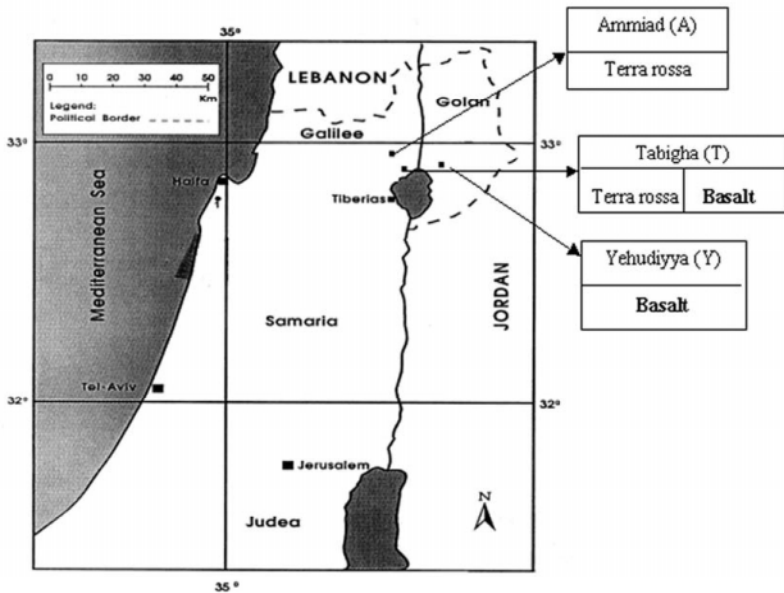 35°
Ammiad (A)
Terra rossa
0 10 20 30 40 50
Km
Legend:
Political Border
LEBANON
Golan
Galilee
33°
33°
Tabigha (T)
Terra rossa Basalt
Haifa
Tiberias
Mediterranean Sea
Yehudiyya (Y)
Basalt
JORDAN
Samaria
Tel-Aviv
32°
32°
Jerusalem
N
Judea
35°